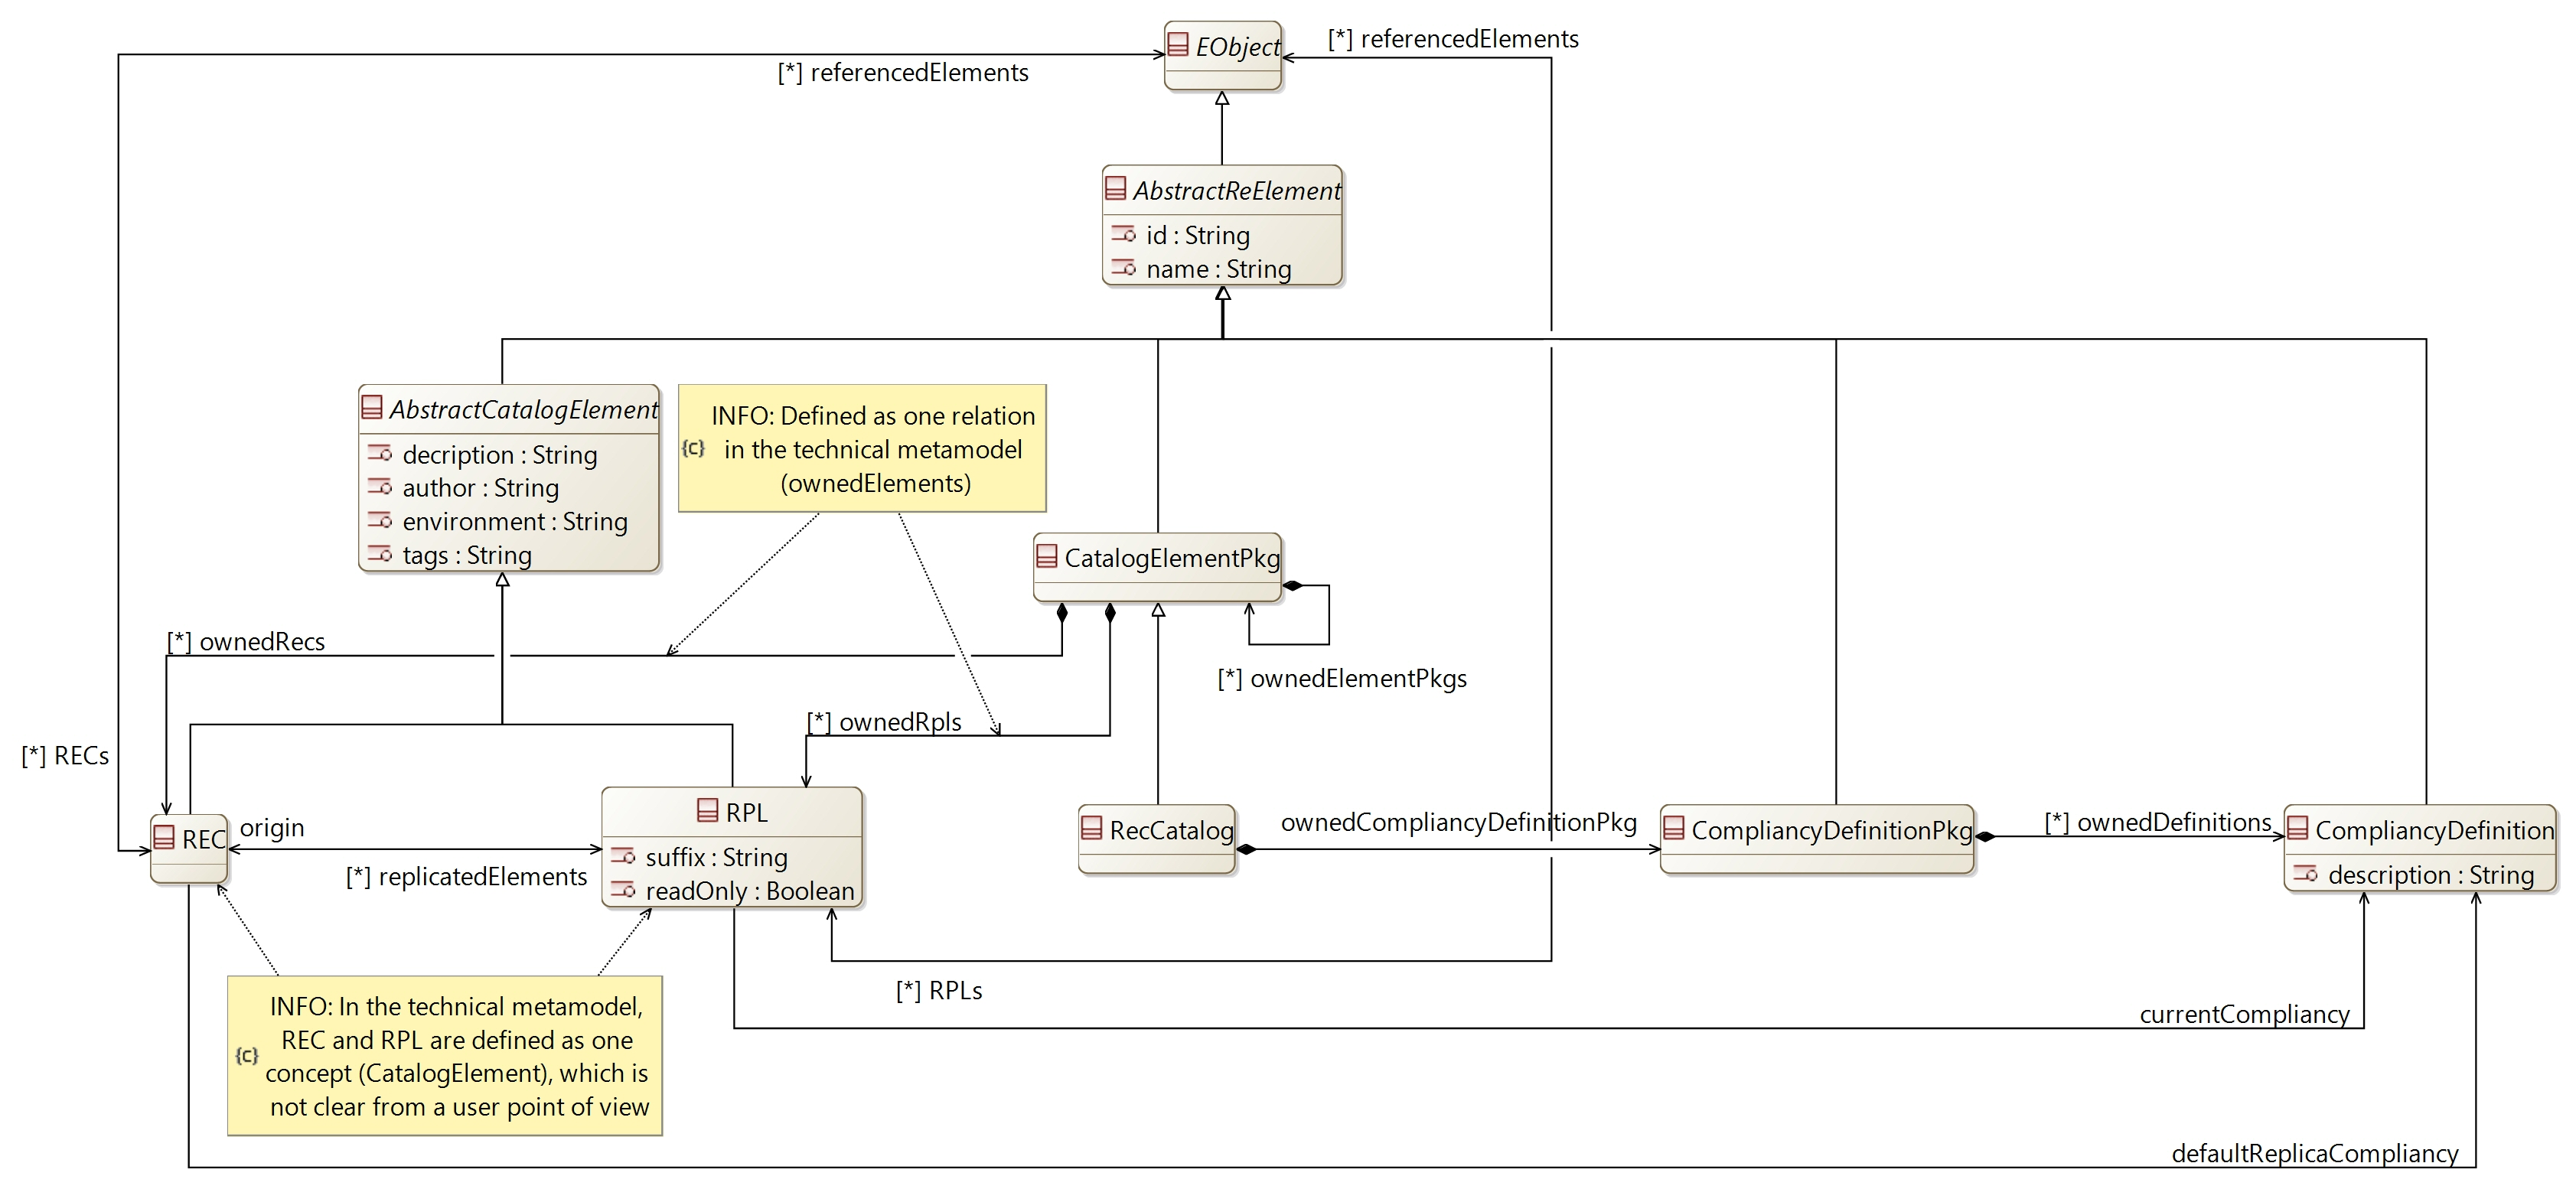 EObject
[*] referencedElements
[*] referencedElements
AbstractReElement
id : String
name : String
AbstractCatalogElement
decription : String
author : String
environment : String
tags : String
INFO: Defined as one relation
in the technical metamodel
(ownedElements)
{c}
CatalogElementPkg
[*] ownedRecs
[*] ownedElementPkgs
[*] ownedRpls
[*] RECs
REC
origin
[*] replicatedElements
RPL
suffix : String
readOnly : Boolean
RecCatalog
ownedCompliancyDefinitionPkg
CompliancyDefinitionPkg
[*] ownedDefinitions
CompliancyDefinition
description : String
[*] RPLs
currentCompliancy
INFO: In the technical metamodel,
REC and RPL are defined as one
{c}
concept (CatalogElement), which is
not clear from a user point of view
defaultReplicaCompliancy